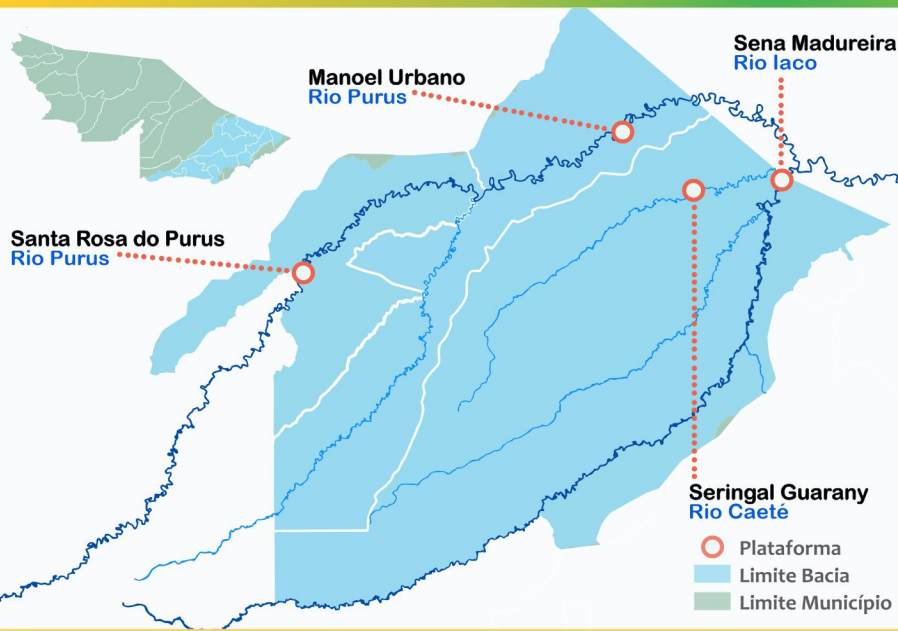 Sena Madureira
Rio Iaco
Manoel Urbano
Rio Purus
Santa Rosa do Purus
Rio Purus
Seringal Guarany
Rio Caeté
Plataforma
Limite Bacia
Limite Município